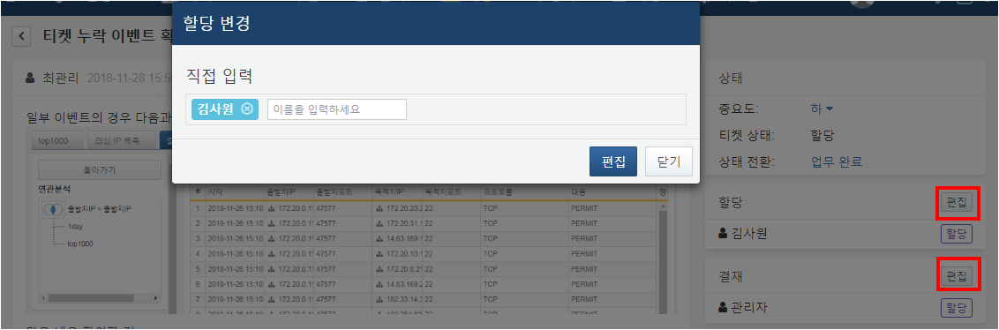 할당 변경
직접 입력
김사원
이름을 입력하세요
편집
닫기
티켓 누락 이벤트
최관리 2018-11-28 15:5
일부 이벤트의 경우 다음과
top1000
의심 IP 목록
돌아가기
연관분석
출발지IP = 출발지IP
1day
top1000
# 시각 출발지IP 출발지포트 목적지IP 목적지포트 프로토콜 대응
1 2018-11-26 15:10 172.20.0.1 47577 172.20.20.2 22 TCP PERMIT
2 2018-11-26 15:10 172.20.0.1 47577 172.20.31.1 22 TCP PERMIT
3 2018-11-26 15:10 172.20.0.1 47577 14.63.169.1 22 TCP PERMIT
4 2018-11-26 15:10 172.20.0.1 47577 172.20.10.1 22 TCP PERMIT
5 2018-11-26 15:10 172.20.0.1 47577 172.20.8.21 22 TCP PERMIT
6 2018-11-26 15:10 172.20.0.1 47577 14.63.169.2 22 TCP PERMIT
7 2018-11-26 15:10 172.20.0.1 47577 192.33.14.3 22 TCP PERMIT
상태
중요도: 하
티켓 상태: 할당
상태 전환: 업무 완료
할당 편집
김사원 할당
결재 편집
관리자 할당